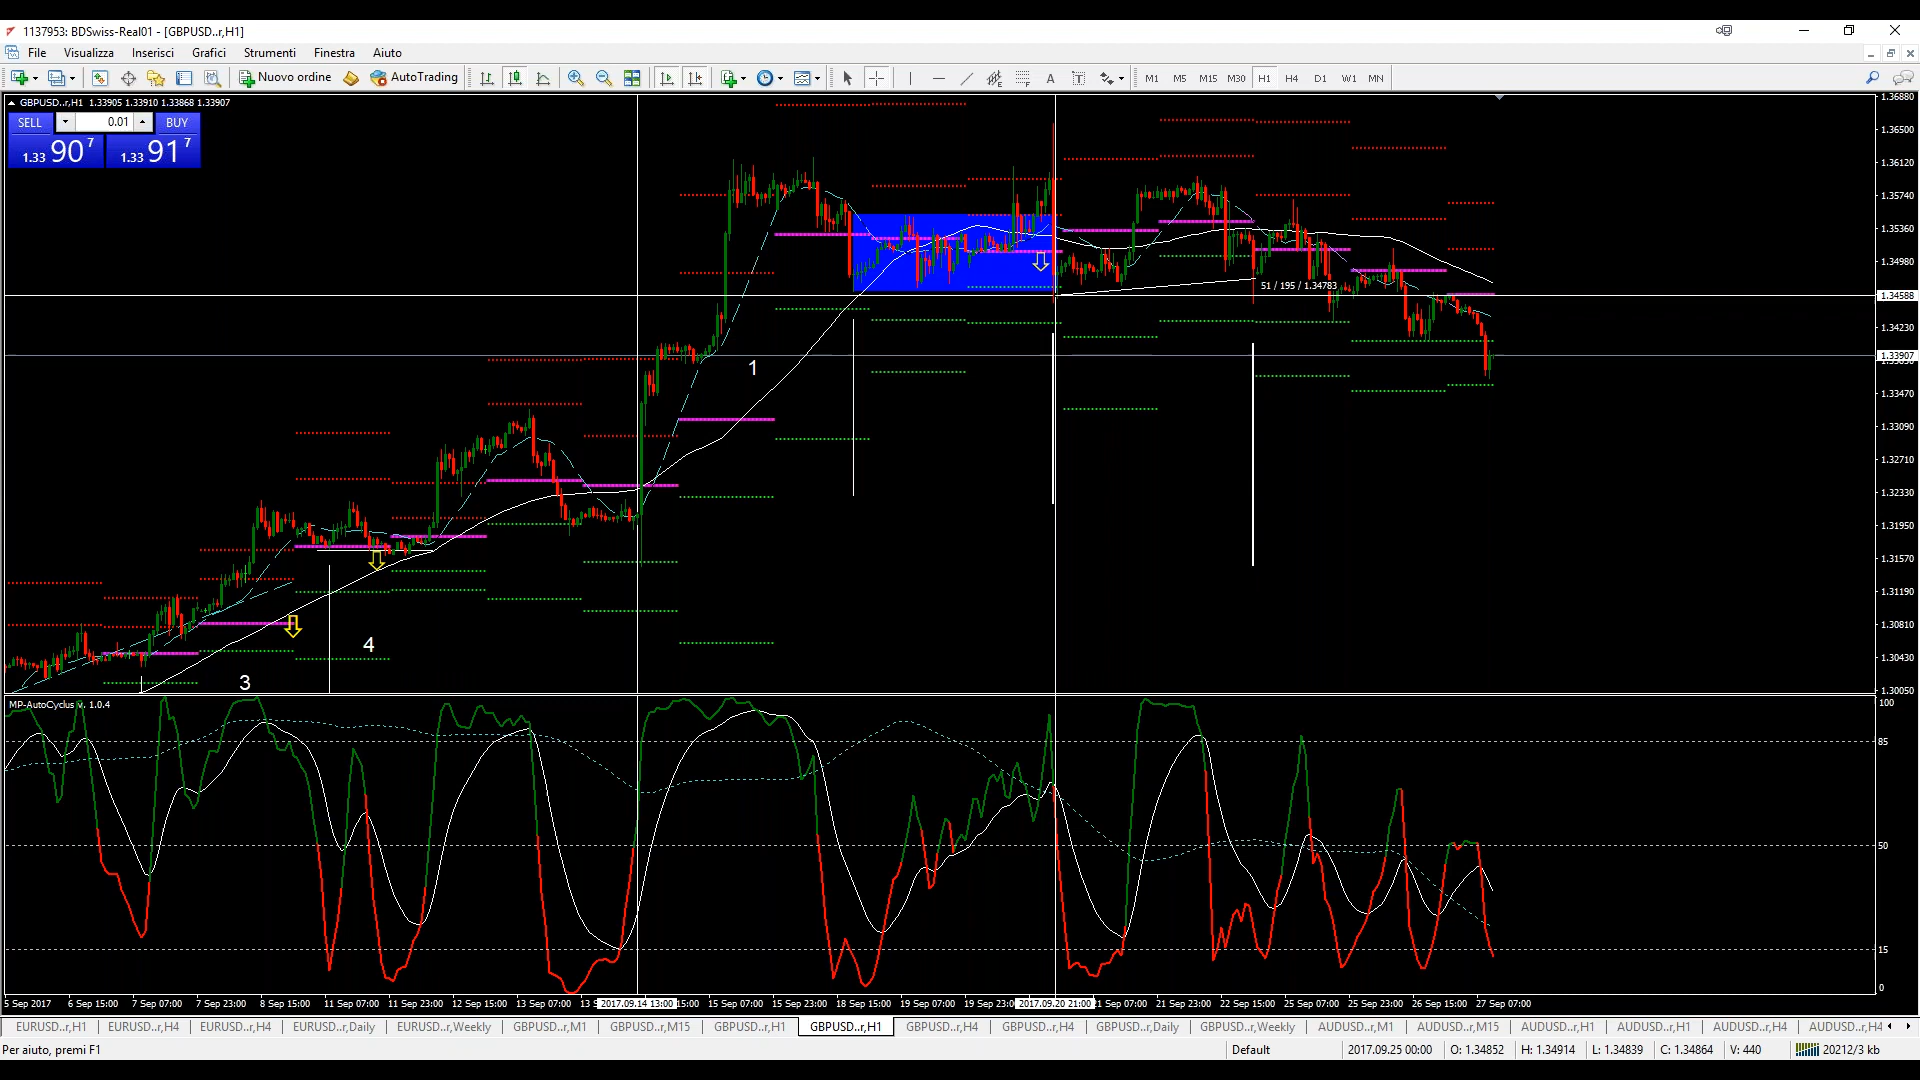 1137953: BDSwiss-Real01 - [GBPUSD..r,H1]
File Visualizza Inserisci Grafici Strumenti Finestra Aiuto
Nuovo ordine AutoTrading A T M1 M5 M15 M30 H1 H4 D1 W1 MN
GBPUSD..r,H1 1.33905 1.33910 1.33868 1.33907
SELL 0.01 BUY
1.33 90 7 1.33 91 7
1.36880
1.36500
1.36120
1.35740
1.35360
1.34980
51 / 195 / 1.34783
1.34588
1.34230
1.33907
1
1.33470
1.33090
1.32710
1.32330
1.31950
1.31570
1.31190
1.30810
4
1.30430
3
1.30050
MP-AutoCyclus v. 1.0.4
100
85
50
15
0
5 Sep 2017 6 Sep 15:00 7 Sep 07:00 7 Sep 23:00 8 Sep 15:00 11 Sep 07:00 11 Sep 23:00 12 Sep 15:00 13 Sep 07:00 13 S 2017.09.14 13:00 15:00 15 Sep 07:00 15 Sep 23:00 18 Sep 15:00 19 Sep 07:00 19 Sep 23:0 2017.09.20 21:00 21 Sep 07:00 21 Sep 23:00 22 Sep 15:00 25 Sep 07:00 25 Sep 23:00 26 Sep 15:00 27 Sep 07:00
EURUSD..r,H1 EURUSD..r,H4 EURUSD..r,H4 EURUSD..r,Daily EURUSD..r,Weekly GBPUSD..r,M1 GBPUSD..r,M15 GBPUSD..r,H1 GBPUSD..r,H1 GBPUSD..r,H4 GBPUSD..r,H4 GBPUSD..r,Daily GBPUSD..r,Weekly AUDUSD..r,M1 AUDUSD..r,M15 AUDUSD..r,H1 AUDUSD..r,H1 AUDUSD..r,H4 AUDUSD..r,H4
Per aiuto, premi F1 Default 2017.09.25 00:00 O: 1.34852 H: 1.34914 L: 1.34839 C: 1.34864 V: 440 20212/3 kb